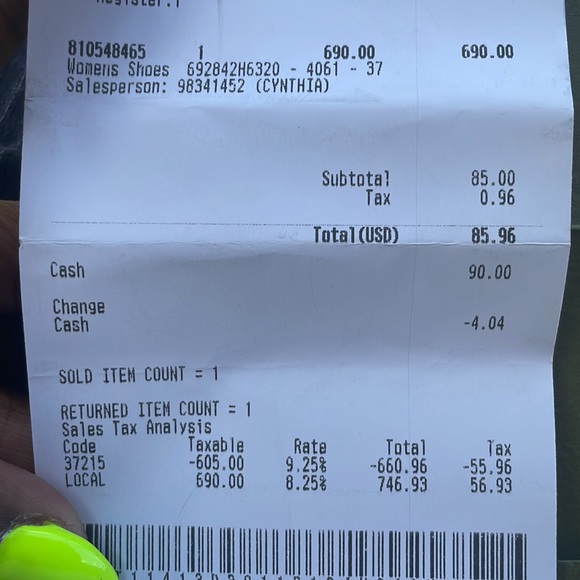 Register:1
810548465 1 690.00 690.00
Womens Shoes 692842H6320 - 4061 - 37
Salesperson: 98341452 (CYNTHIA)
Subtotal 85.00
Tax 0.96
Total(USD) 85.96
Cash 90.00
Change
Cash -4.04
SOLD ITEM COUNT = 1
RETURNED ITEM COUNT = 1
Sales Tax Analysis
Code Taxable Rate Total Tax
37215 -605.00 9.25% -660.96 -55.96
LOCAL 690.00 8.25% 746.93 56.93